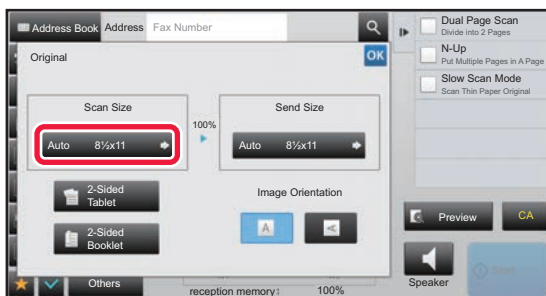 Address Book Address Fax Number
Original
OK
Scan Size
Auto 8½x11
100%
Send Size
Auto 8½x11
2-Sided
Tablet
2-Sided
Booklet
Image Orientation
A
A
Others
reception memory: 100%
Dual Page Scan
Divide into 2 Pages
N-Up
Put Multiple Pages in A Page
Slow Scan Mode
Scan Thin Paper Original
Preview
CA
Speaker
Start